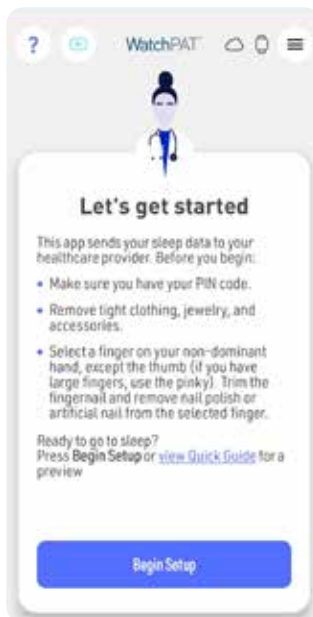 ?
WatchPAT™
Let's get started
This app sends your sleep data to your
healthcare provider. Before you begin:
• Make sure you have your PIN code.
• Remove tight clothing, jewelry, and
accessories.
• Select a finger on your non-dominant
hand, except the thumb (if you have
large fingers, use the pinky). Trim the
fingernail and remove nail polish or
artificial nail from the selected finger.
Ready to go to sleep?
Press Begin Setup or view Quick Guide for a
preview
Begin Setup